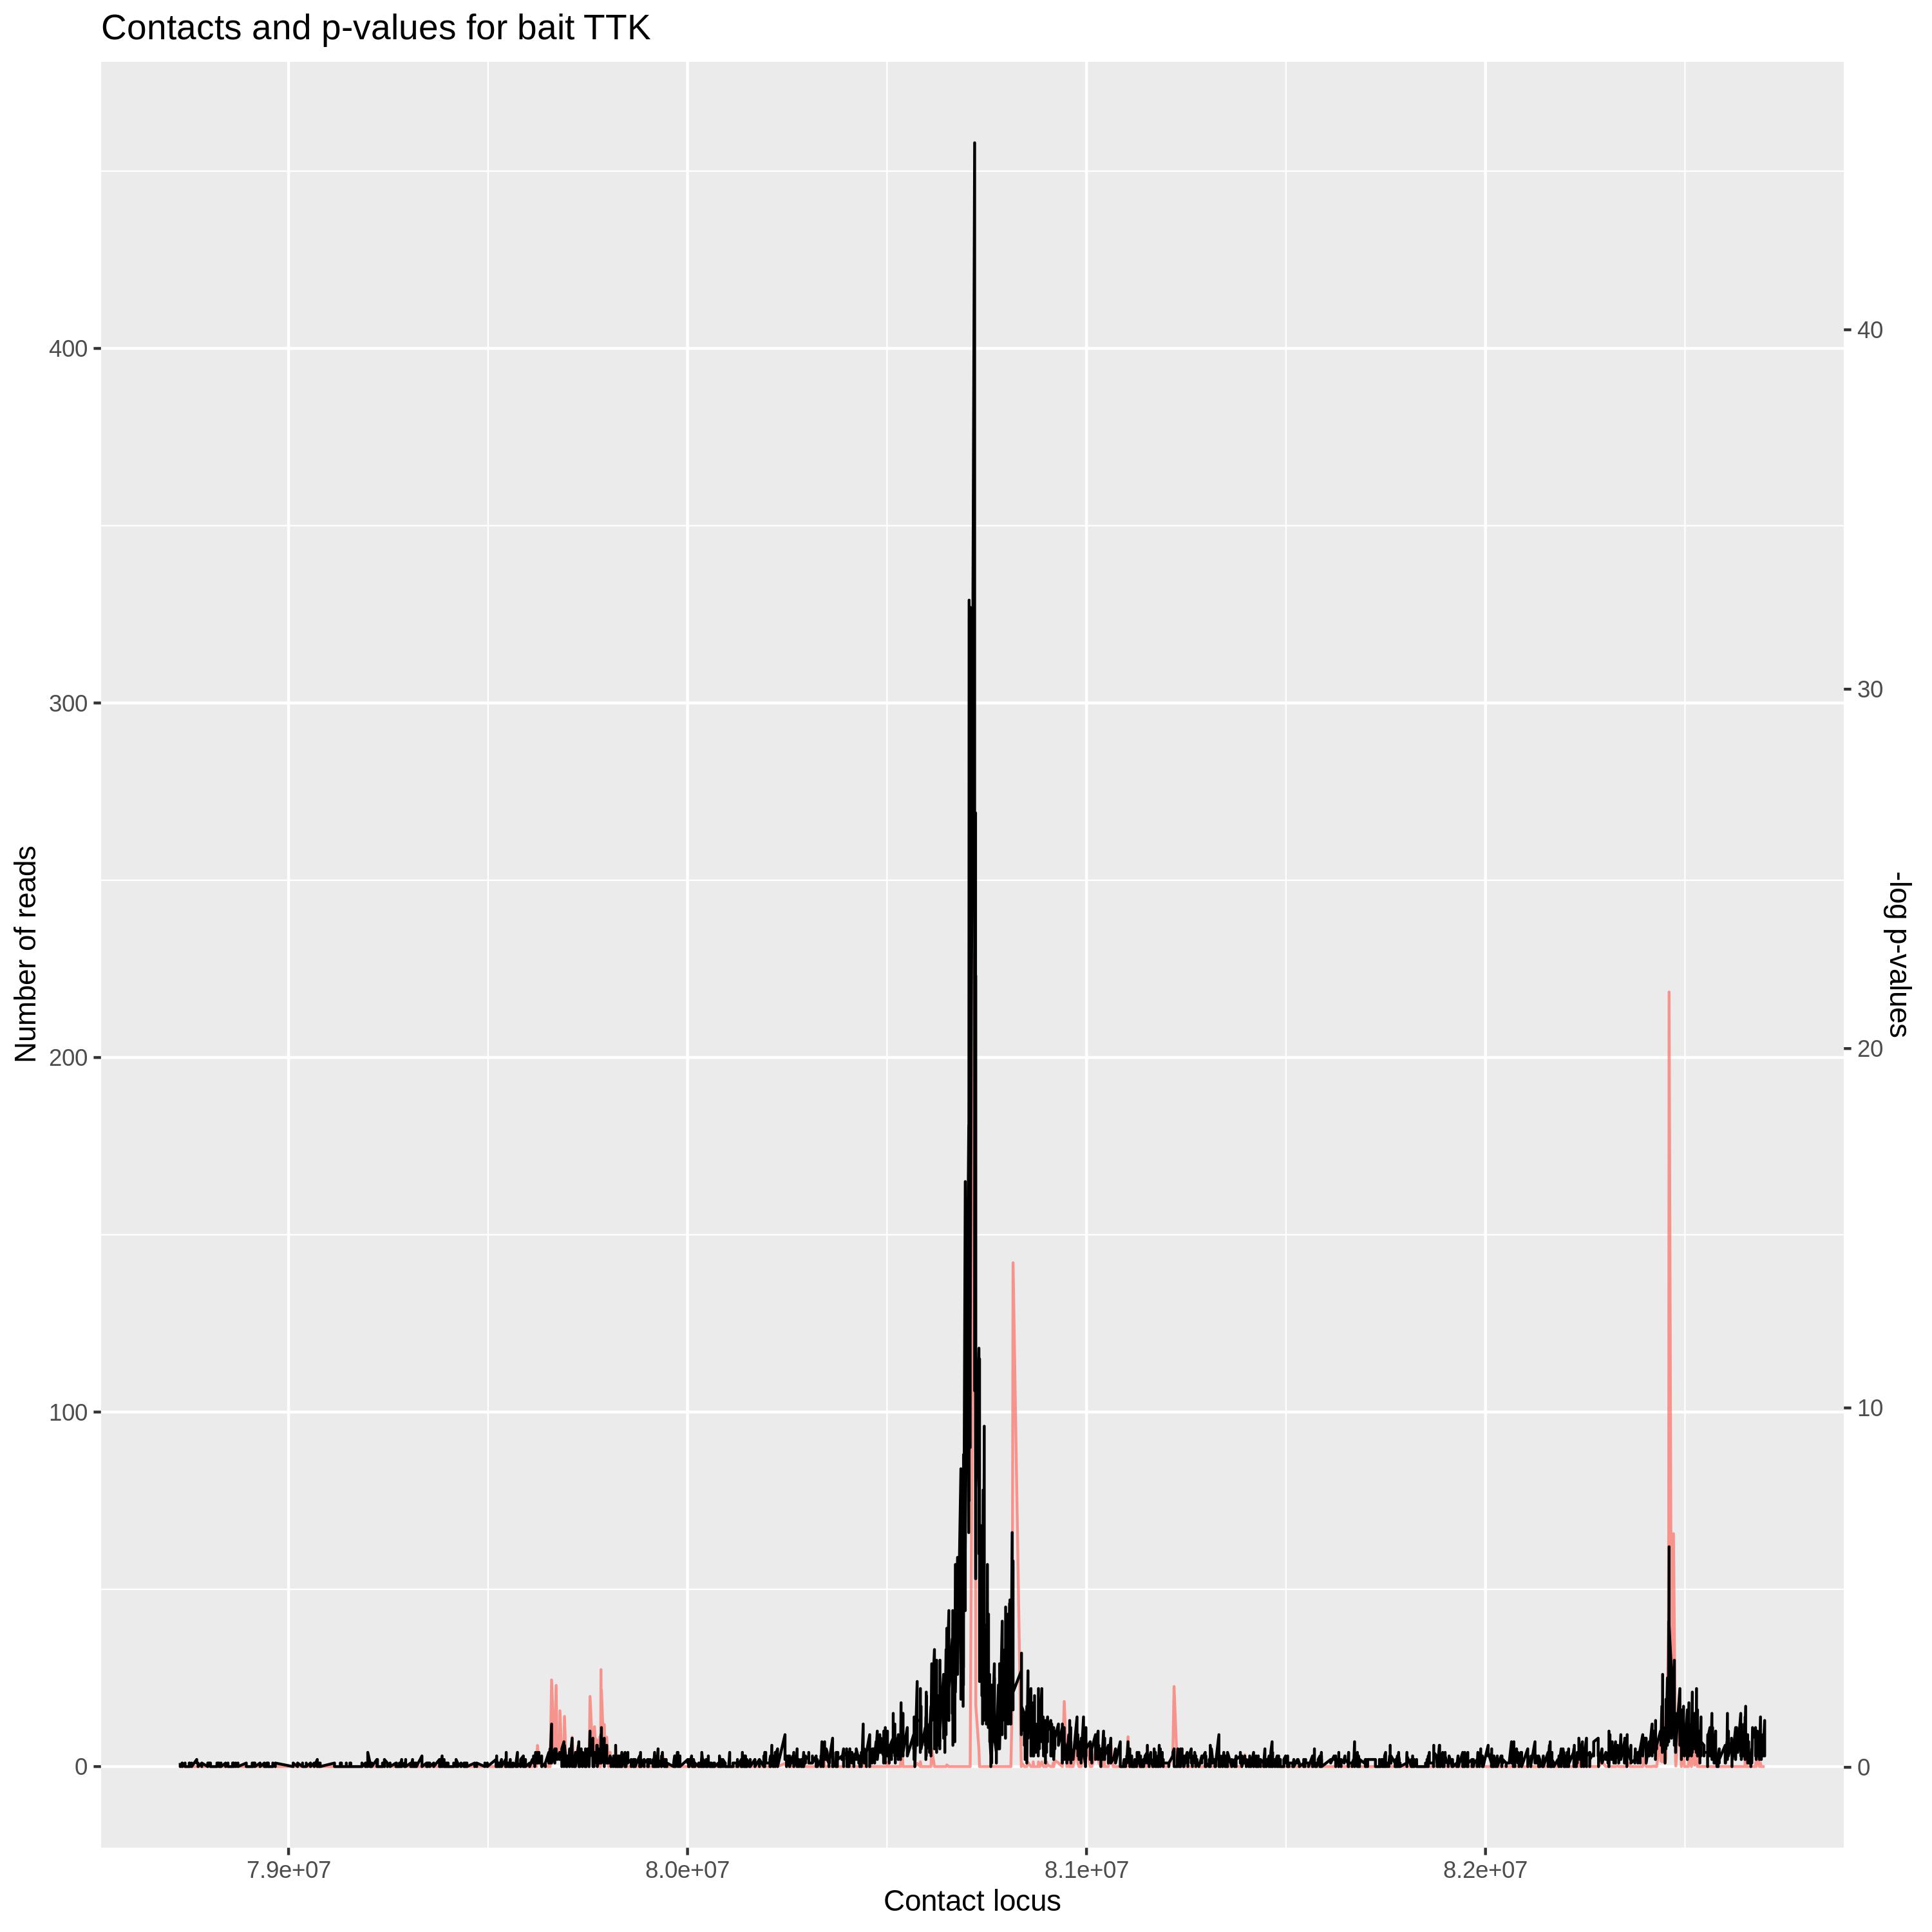 Contacts and p-values for bait TTK
Number of reads
400
300
200
100
0
40
30
20
10
0
-log p-values
7.9e+07
8.0e+07
8.1e+07
8.2e+07
Contact locus